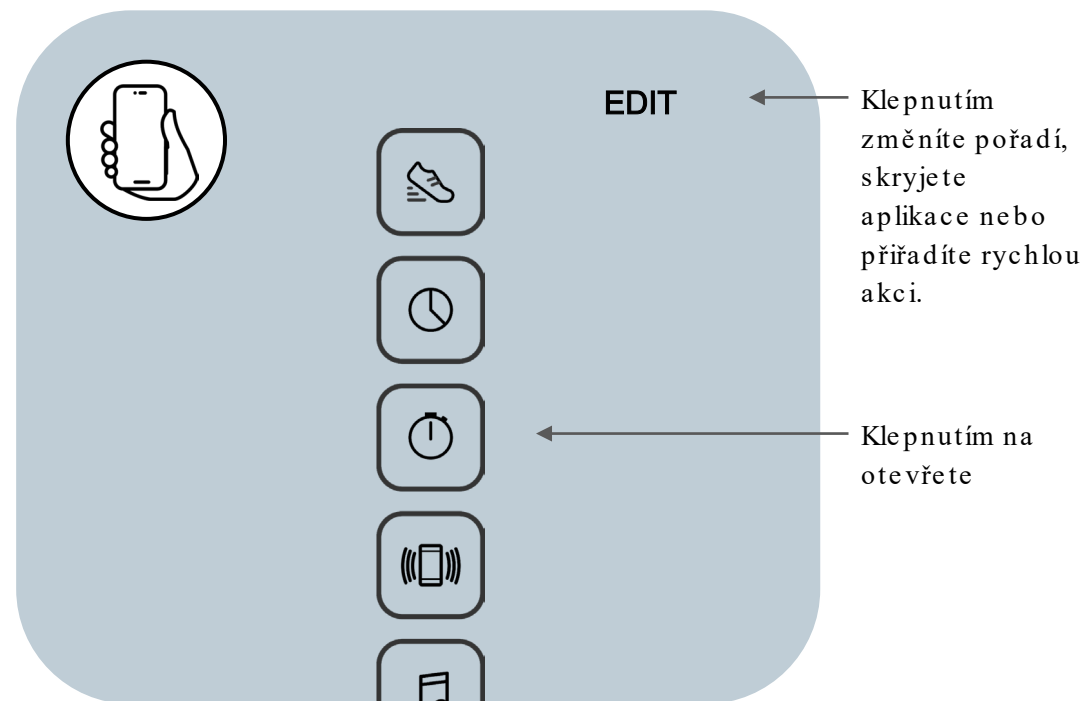 EDIT
Klepnutím
změníte pořadí,
skryjete
aplikace nebo
přiřadíte rychlou
akci.
Klepnutím na
otevřete